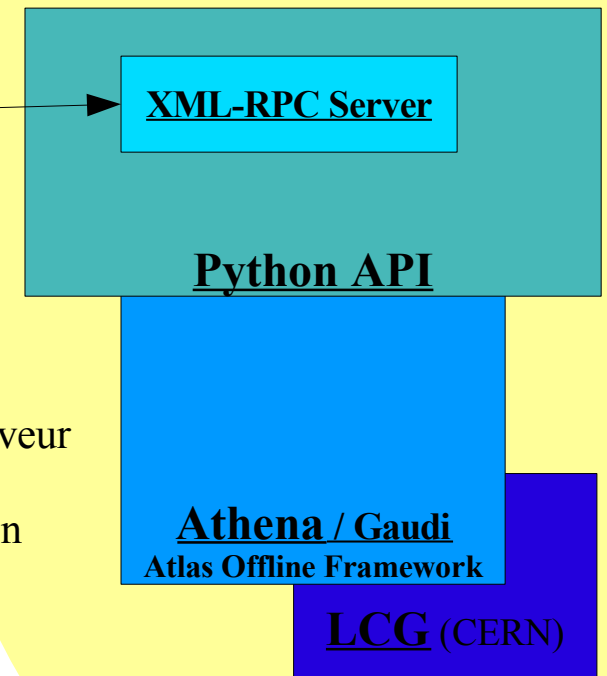 XML-RPC Server
Python API
veur
n
Athena / Gaudi
Atlas Offline Framework
LCG (CERN)